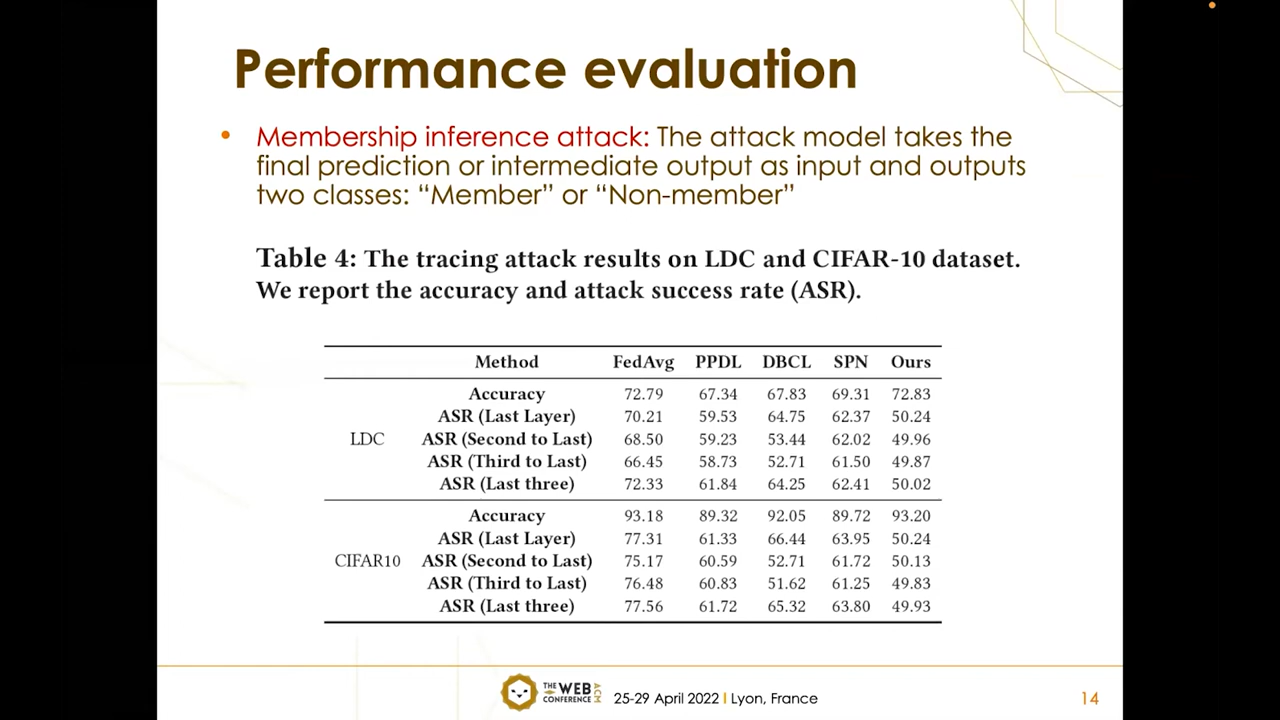 Performance evaluation
• Membership inference attack: The attack model takes the
final prediction or intermediate output as input and outputs
two classes: “Member” or “Non-member”
Table 4: The tracing attack results on LDC and CIFAR-10 dataset.
We report the accuracy and attack success rate (ASR).
Method FedAvg PPDL DBCL SPN Ours
Accuracy 72.79 67.34 67.83 69.31 72.83
ASR (Last Layer) 70.21 59.53 64.75 62.37 50.24
LDC ASR (Second to Last) 68.50 59.23 53.44 62.02 49.96
ASR (Third to Last) 66.45 58.73 52.71 61.50 49.87
ASR (Last three) 72.33 61.84 64.25 62.41 50.02
Accuracy 93.18 89.32 92.05 89.72 93.20
ASR (Last Layer) 77.31 61.33 66.44 63.95 50.24
CIFAR10 ASR (Second to Last) 75.17 60.59 52.71 61.72 50.13
ASR (Third to Last) 76.48 60.83 51.62 61.25 49.83
ASR (Last three) 77.56 61.72 65.32 63.80 49.93
THE WEB CONFERENCE ACM 25-29 April 2022 | Lyon, France 14